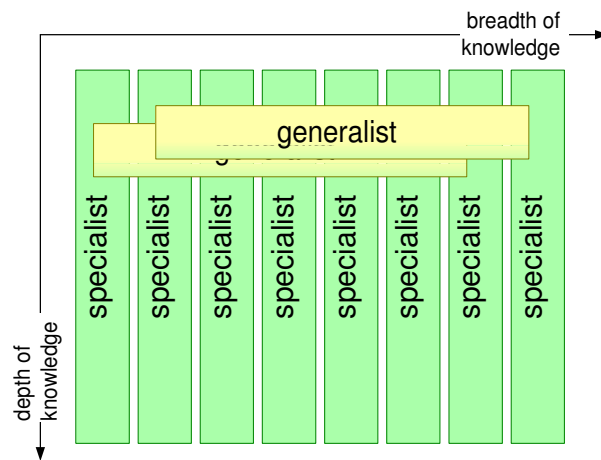 breadth of
knowledge
generalist
specialist
specialist
specialist
specialist
specialist
specialist
specialist
specialist
depth of
knowledge